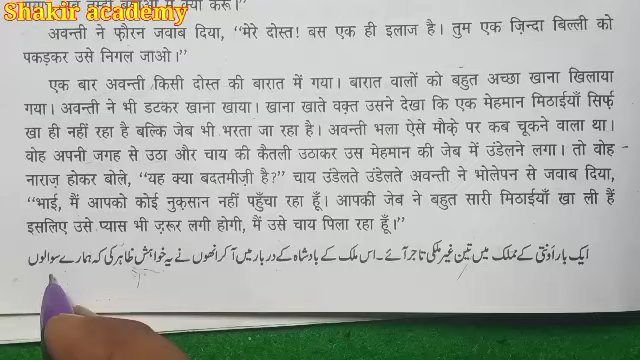 Shakir academy
अवन्ती ने फ़ौरन जवाब दिया, “मेरे दोस्त! बस एक ही इलाज है। तुम एक ज़िन्दा बिल्ली को
पकड़कर उसे निगल जाओ।”
एक बार अवन्ती किसी दोस्त की बारात में गया। बारात वालों को बहुत अच्छा खाना खिलाया
गया। अवन्ती ने भी डटकर खाना खाया। खाना खाते वक़्त उसने देखा कि एक मेहमान मिठाईयाँ सिर्फ़
खा ही नहीं रहा है बल्कि जेब भी भरता जा रहा है। अवन्ती भला ऐसे मौक़े पर कब चूकने वाला था।
वोह अपनी जगह से उठा और चाय की कैतली उठाकर उस मेहमान की जेब में उंडेलने लगा। तो वोह
नाराज़ होकर बोले, “यह क्या बदतमीज़ी है?” चाय उंडेलते उंडेलते अवन्ती ने भोलेपन से जवाब दिया,
“भाई, मैं आपको कोई नुक़सान नहीं पहुँचा रहा हूँ। आपकी जेब ने बहुत सारी मिठाईयाँ खा ली हैं
इसलिए उसे प्यास भी ज़रूर लगी होगी, मैं उसे चाय पिला रहा हूँ।”
ایک بار اَوَنتی کے مملکت میں تین غیر ملکی تاجر آئے۔ اس ملک کے بادشاہ کے دربار میں آ کر انھوں نے یہ خواہش ظاہر کی کہ ہمارے سوالوں